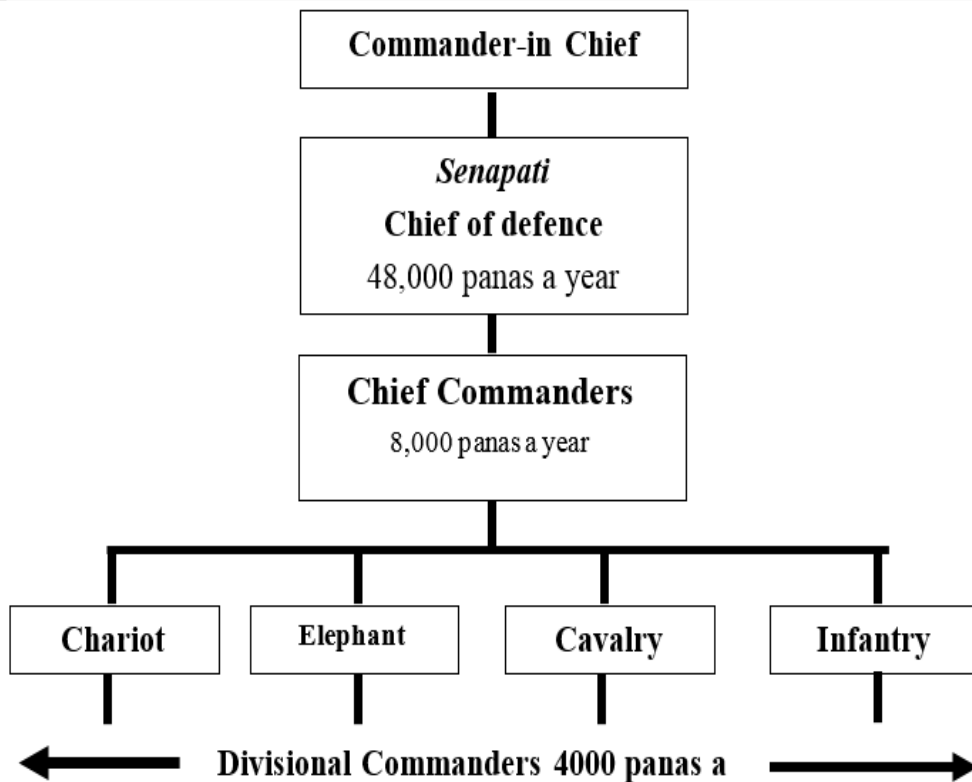 Commander-in Chief
Senapati
Chief of defence
48,000 panas a year
Chief Commanders
8,000 panas a year
Chariot
Elephant
Cavalry
Infantry
Divisional Commanders 4000 panas a